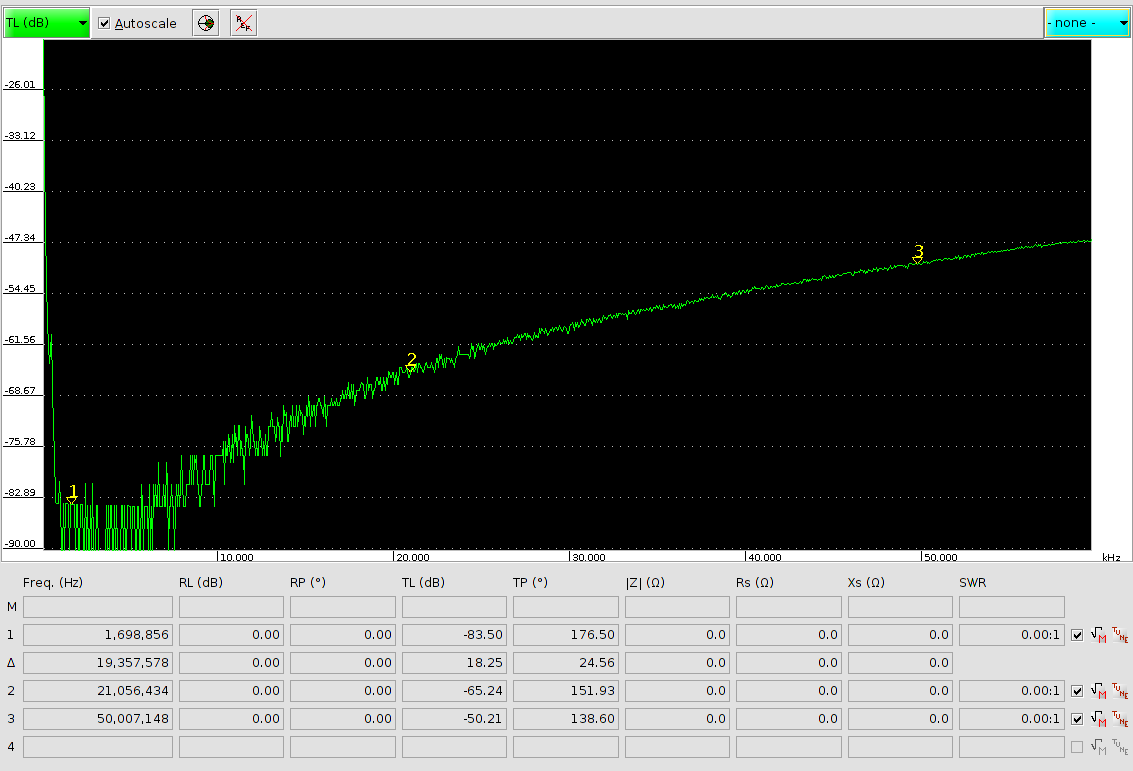 TL (dB) Autoscale - none -
-26.01
-33.12
-40.23
-47.34
3
-54.45
-61.56
2
-68.67
-75.78
1
-82.89
-90.00
10.000 20.000 30.000 40.000 50.000 kHz
Freq. (Hz) RL (dB) RP (°) TL (dB) TP (°) |Z| (Ω) Rs (Ω) Xs (Ω) SWR
M
1 1,698,856 0.00 0.00 -83.50 176.50 0.0 0.0 0.0 0.00:1 M TUNE
Δ 19,357,578 0.00 0.00 18.25 24.56 0.0 0.0 0.0
2 21,056,434 0.00 0.00 -65.24 151.93 0.0 0.0 0.0 0.00:1 M TUNE
3 50,007,148 0.00 0.00 -50.21 138.60 0.0 0.0 0.0 0.00:1 M TUNE
4 M TUNE